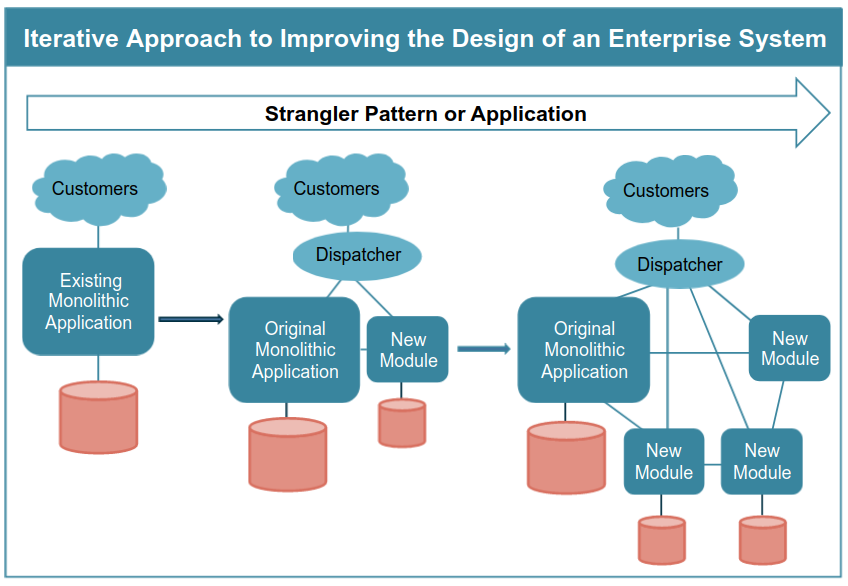 Iterative Approach to Improving the Design of an Enterprise System
Strangler Pattern or Application
Customers
Existing
Monolithic
Application
Customers
Dispatcher
Original
Monolithic
Application
New
Module
Customers
Dispatcher
Original
Monolithic
Application
New
Module
New
Module
New
Module